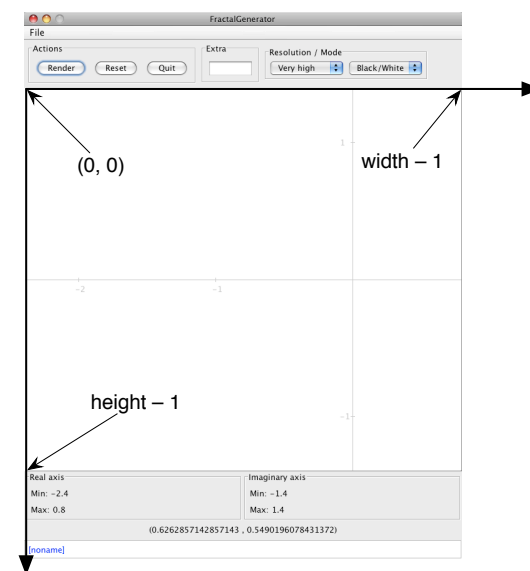 FractalGenerator
File
Actions
Extra
Resolution / Mode
Render Reset Quit
Very high Black/White
(0, 0)
width – 1
1
-2 -1
height – 1
-1
Real axis
Imaginary axis
Min: -2.4
Min: -1.4
Max: 0.8
Max: 1.4
(0.6262857142857143 , 0.5490196078431372)
[noname]